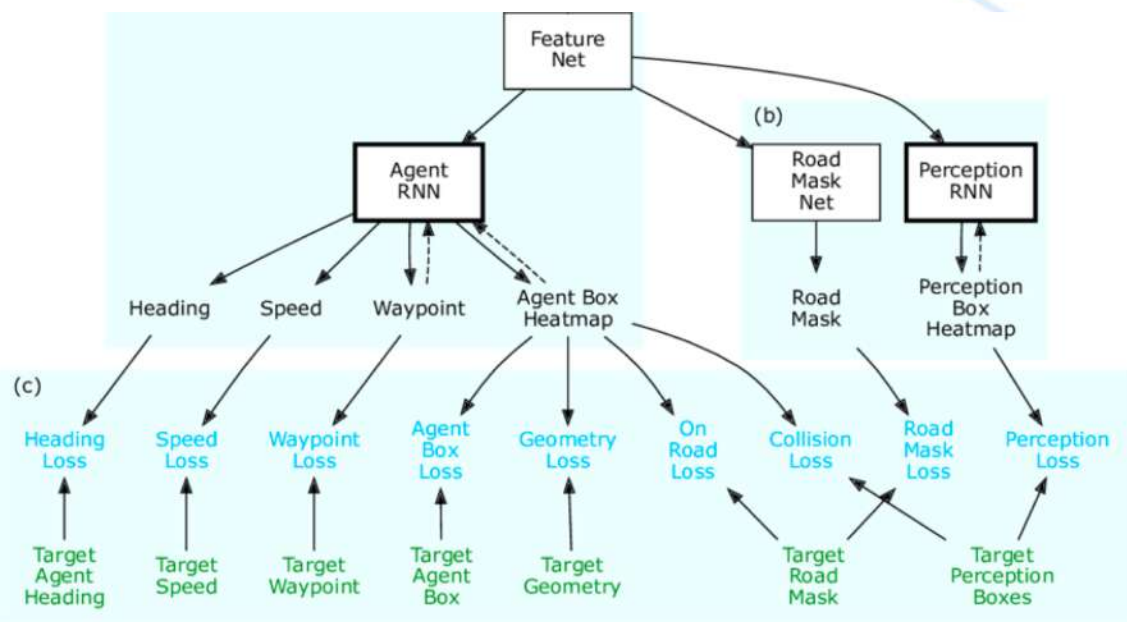 Feature
Net
(b)
Agent
RNN
Road
Mask
Net
Perception
RNN
Heading
Speed
Waypoint
Agent Box
Heatmap
Road
Mask
Perception
Box
Heatmap
(c)
Heading
Loss
Speed
Loss
Waypoint
Loss
Agent
Box
Loss
Geometry
Loss
On
Road
Loss
Collision
Loss
Road
Mask
Loss
Perception
Loss
Target
Agent
Heading
Target
Speed
Target
Waypoint
Target
Agent
Box
Target
Geometry
Target
Road
Mask
Target
Perception
Boxes